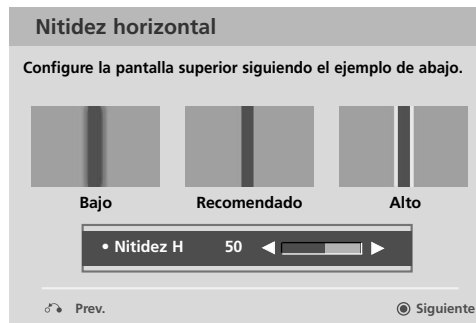 Nitidez horizontal
Configure la pantalla superior siguiendo el ejemplo de abajo.
Bajo Recomendado Alto
• Nitidez H 50
Prev. Siguiente